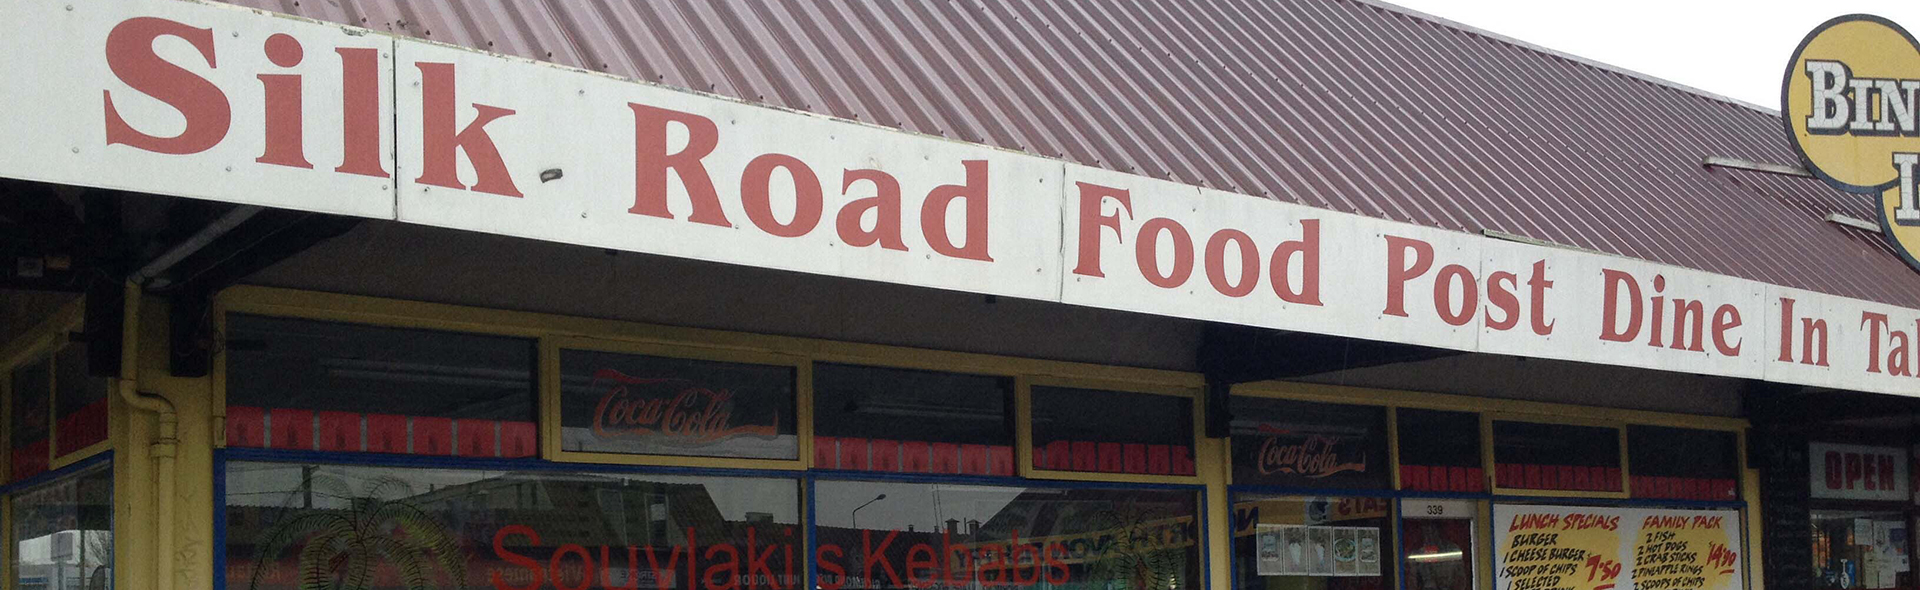 Silk Road Food Post Dine In Ta
BIN
L
Coca-Cola
Coca-Cola
OPEN
339
Souvlaki's Kebabs
LUNCH SPECIALS
BURGER
1 CHEESE BURGER
1 SCOOP OF CHIPS
1 SELECTED
7.50
FAMILY PACK
2 FISH
2 HOT DOGS
2 CRAB STICKS
2 PINEAPPLE RINGS
2 SCOOPS OF CHIPS
14.90